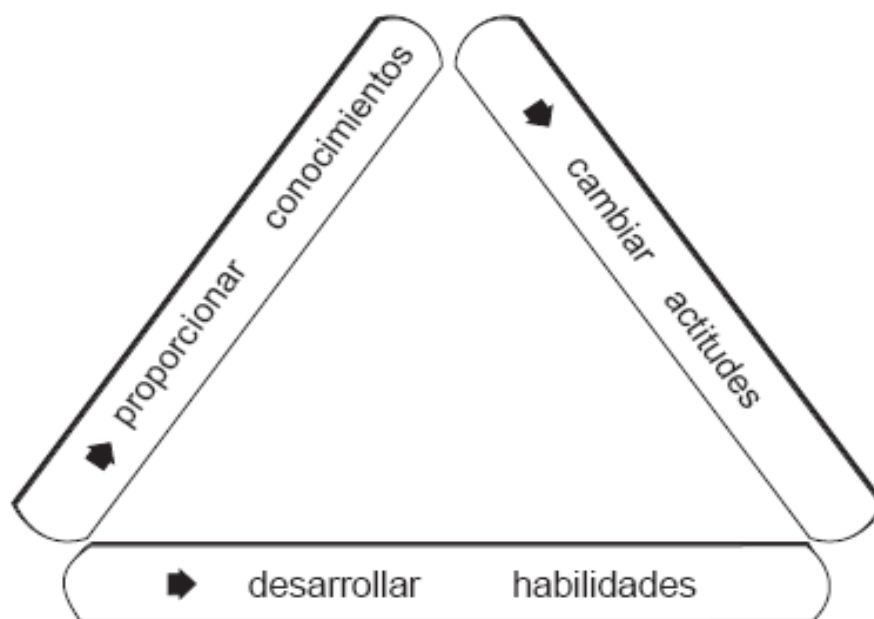 proporcionar conocimientos
cambiar actitudes
desarrollar habilidades